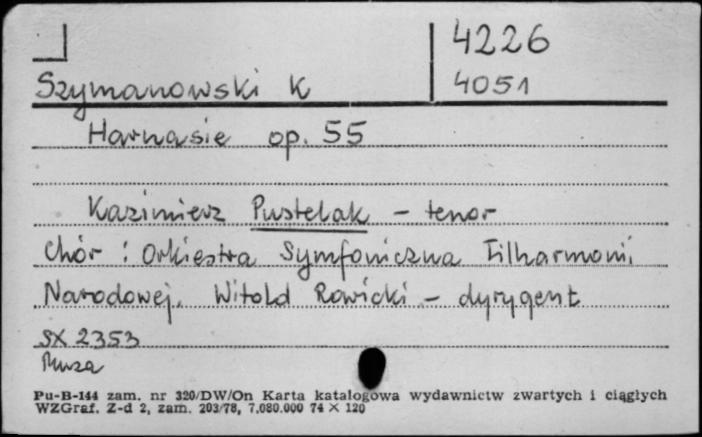 4226
Szymanowski K
4051
Harnasie op. 55
Kazimierz Pustelak - tenor
Chór i Orkiestra Symfoniczna Filharmonii
Narodowej. Witold Rowicki - dyrygent
SX 2353
Muza
Pu-B-144 zam. nr 320/DW/On Karta katalogowa wydawnictw zwartych i ciągłych
WZGraf. Z-d 2, zam. 203/78, 7.080.000 74 × 120